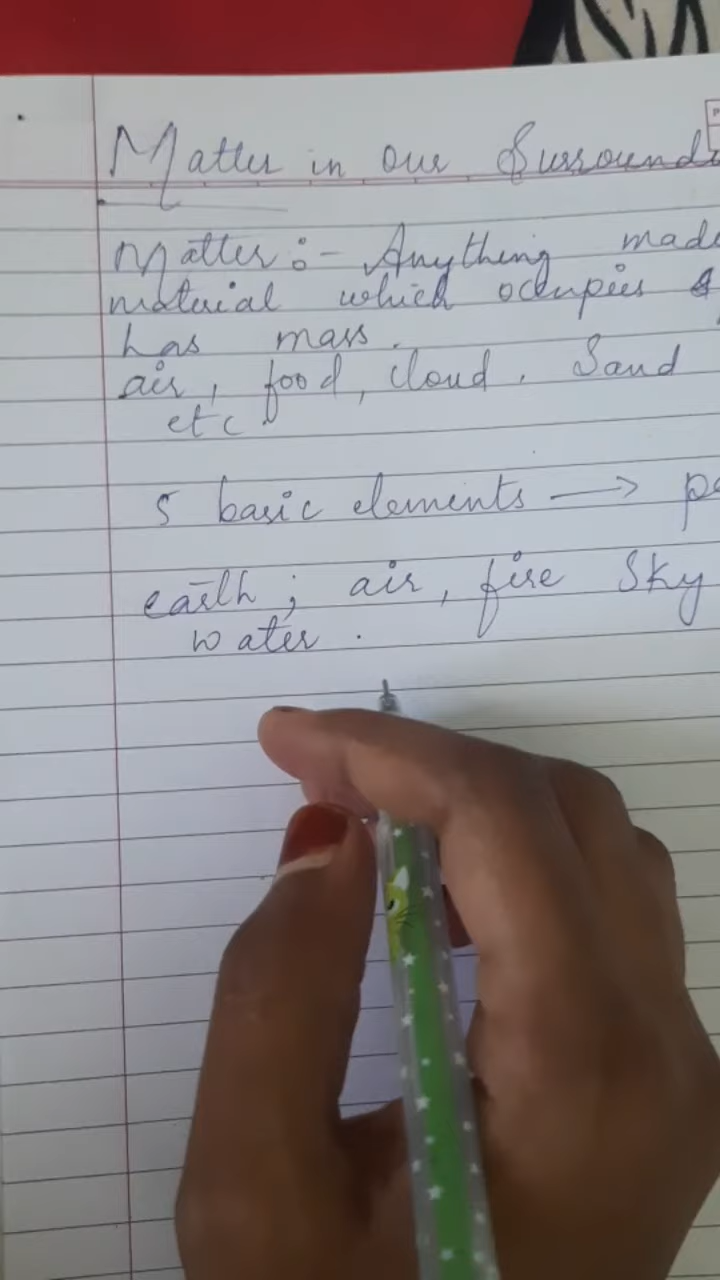 Matter in our Surround
Matter :- Anything made
material which occupies
has mass.
air, food, cloud. Sand
etc.
5 basic elements → p
earth ; air, fire Sky
water .